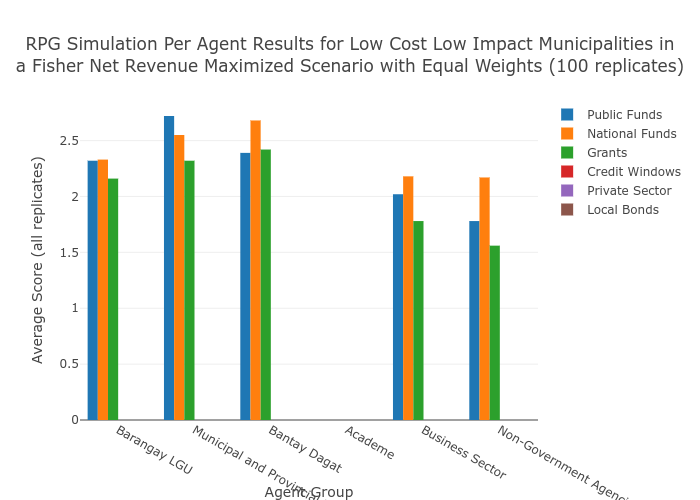 RPG Simulation Per Agent Results for Low Cost Low Impact Municipalities in
a Fisher Net Revenue Maximized Scenario with Equal Weights (100 replicates)
Public Funds
National Funds
Grants
Credit Windows
Private Sector
Local Bonds
Average Score (all replicates)
2.5
2
1.5
1
0.5
0
Barangay LGU
Municipal and
Bantay Dagat
Academe
Business Sector
Non-Government
Agent Group